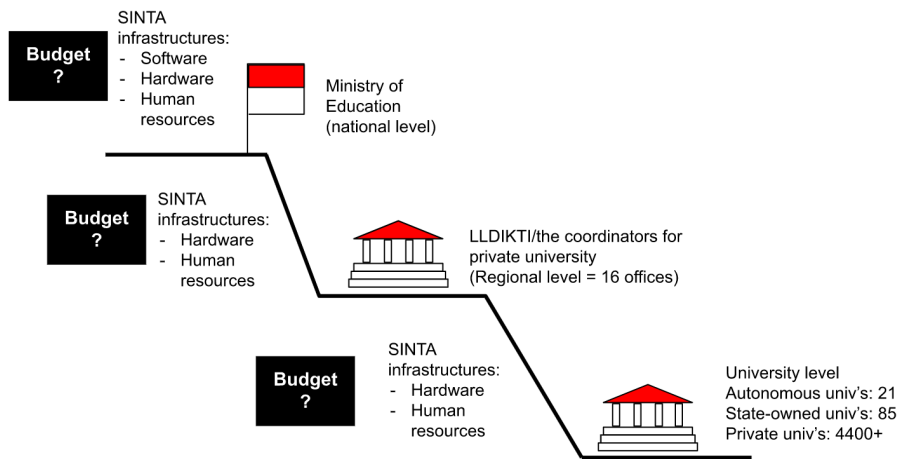 SINTA
infrastructures:
- Software
- Hardware
- Human
resources
Budget
?
Ministry of
Education
(national level)
Budget
?
SINTA
infrastructures:
- Hardware
- Human
resources
LLDIKTI/the coordinators for
private university
(Regional level = 16 offices)
Budget
?
SINTA
infrastructures:
- Hardware
- Human
resources
University level
Autonomous univ's: 21
State-owned univ's: 85
Private univ's: 4400+